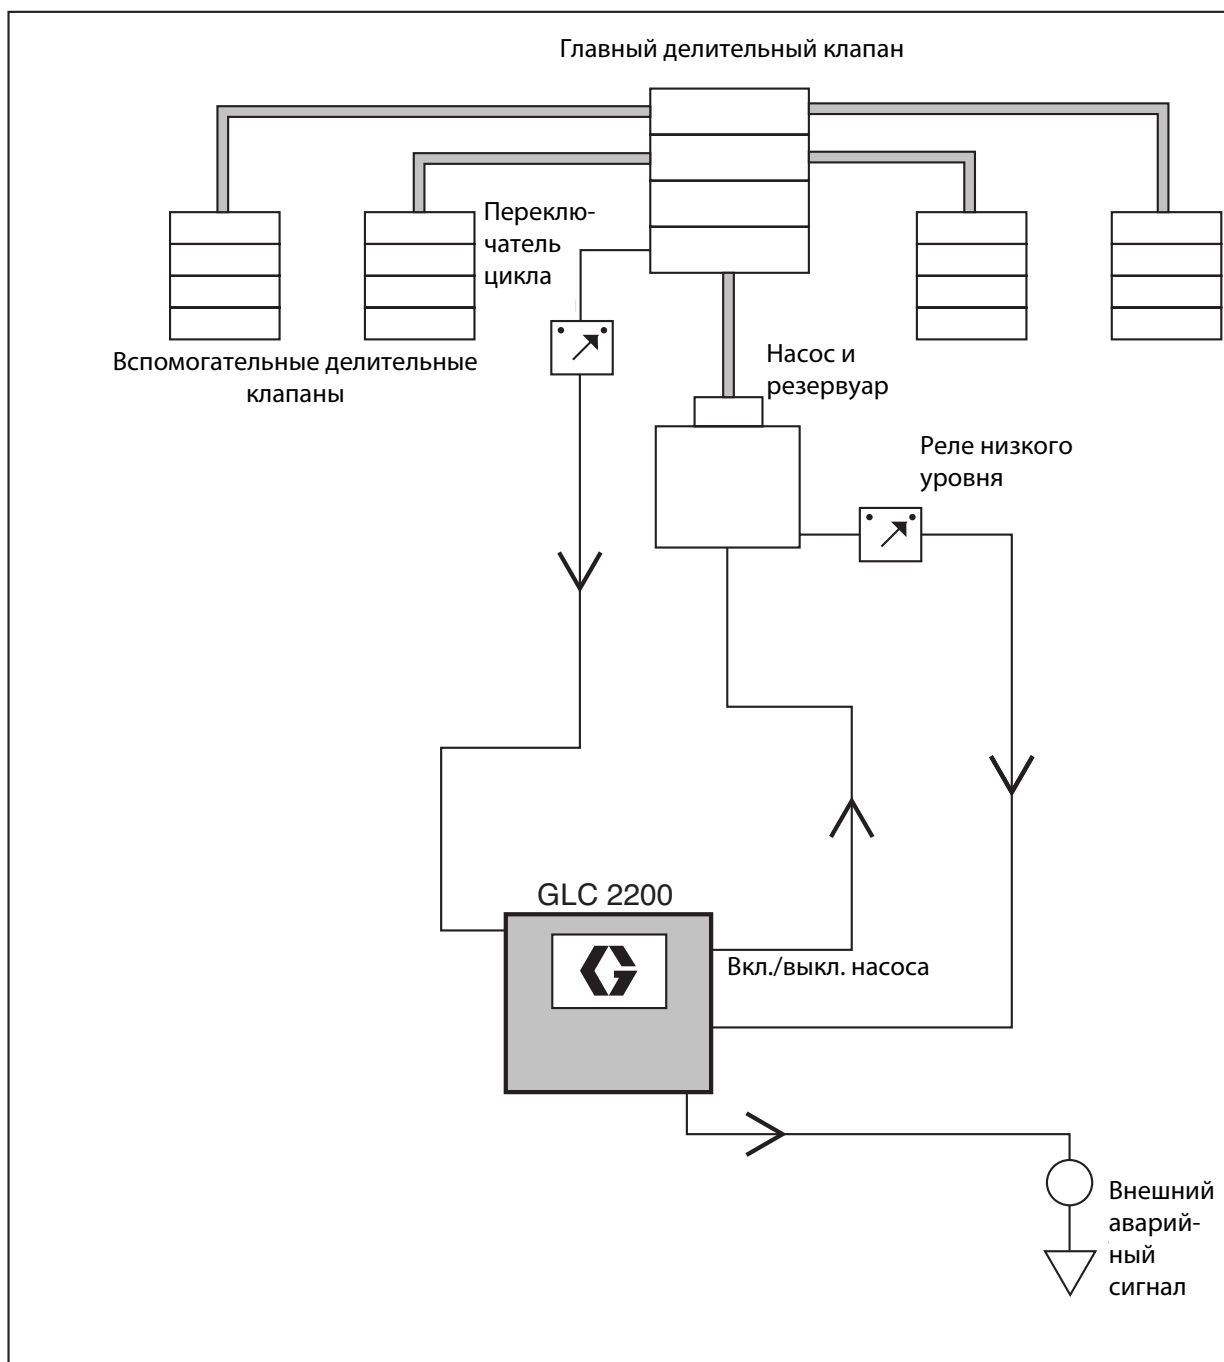 Главный делительный клапан
Переклю-
чатель
цикла
Вспомогательные делительные
клапаны
Насос и
резервуар
Реле низкого
уровня
GLC 2200
Вкл./выкл. насоса
Внешний
аварий-
ный
сигнал